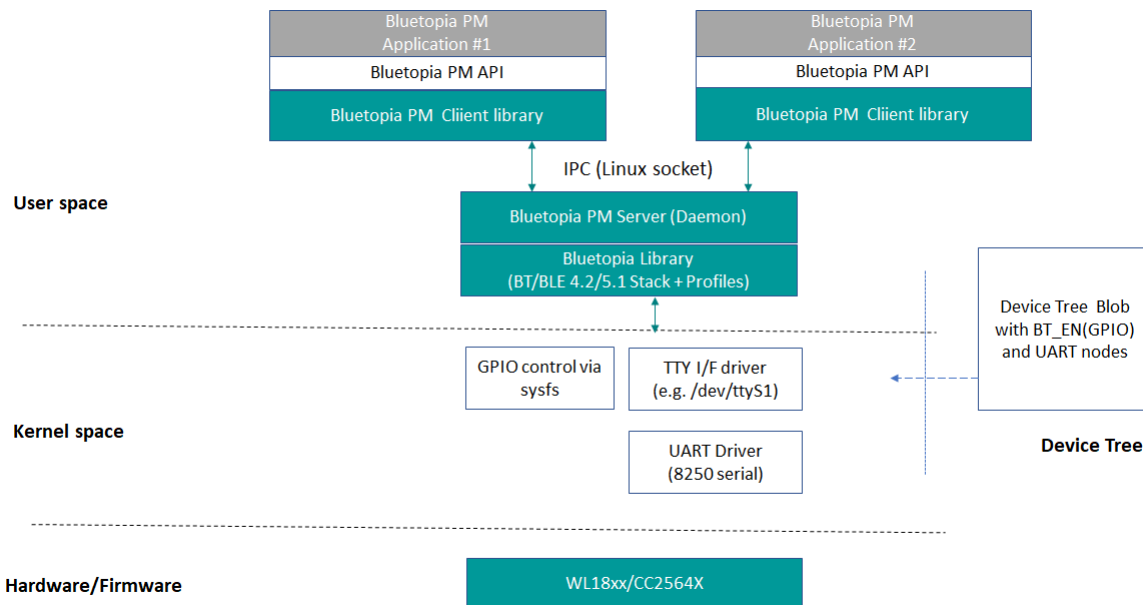 Bluetopia PM
Application #1
Bluetopia PM API
Bluetopia PM  Cliient library
Bluetopia PM
Application #2
Bluetopia PM API
Bluetopia PM  Client library
IPC (Linux socket)
User space
Bluetopia PM Server (Daemon)
Bluetopia Library
(BT/BLE 4.2/5.1 Stack + Profiles)
Device Tree  Blob
with BT_EN(GPIO)
and UART nodes
GPIO control via
sysfs
TTY I/F driver
(e.g. /dev/ttyS1)
Kernel space
UART Driver
(8250 serial)
Device Tree
Hardware/Firmware
WL18xx/CC2564X